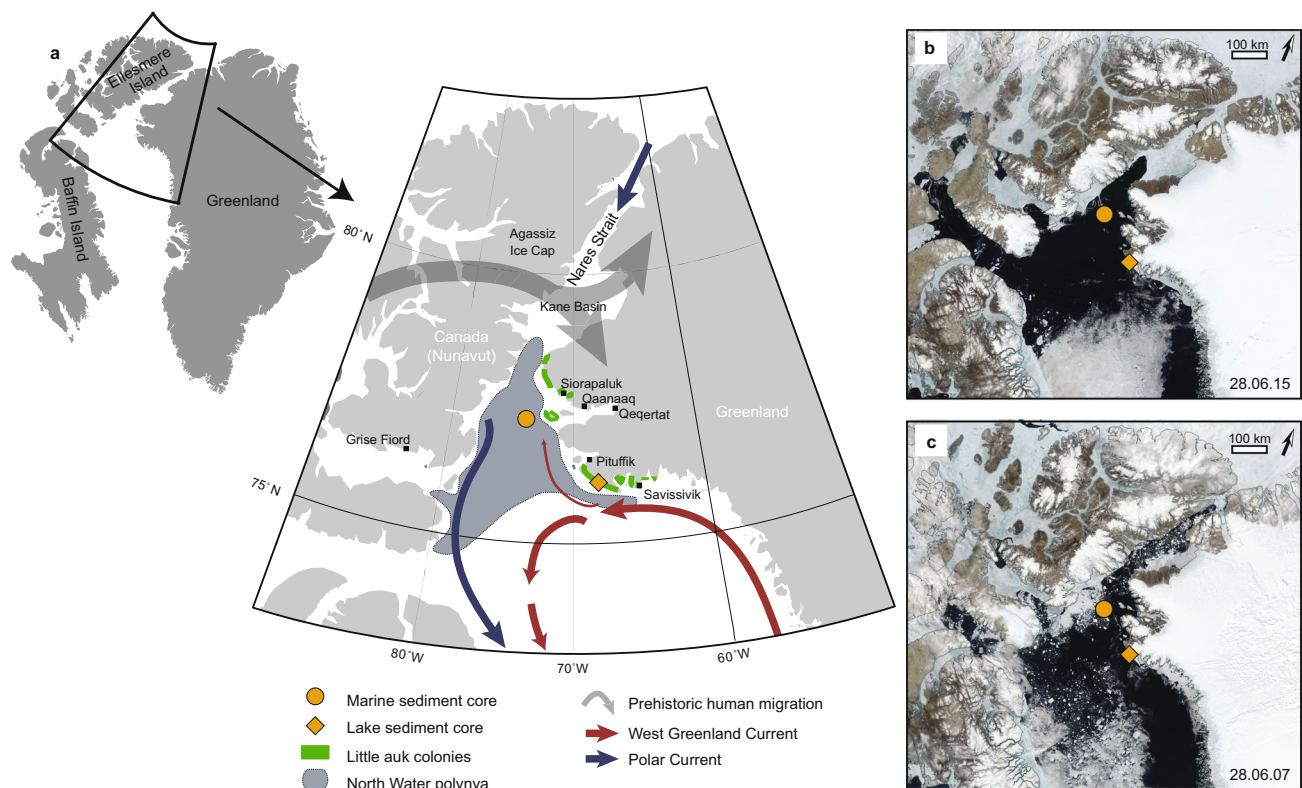 a
Ellesmere
Island
Baffin Island
Greenland
80°N
75°N
80°W
70°W
60°W
Agassiz
Ice Cap
Nares Strait
Kane Basin
Canada
(Nunavut)
Siorapaluk
Qaanaaq
Qeqertat
Greenland
Grise Fiord
Pituffik
Savissivik
Marine sediment core
Lake sediment core
Little auk colonies
North Water polynya
Prehistoric human migration
West Greenland Current
Polar Current
b
100 km
28.06.15
c
100 km
28.06.07